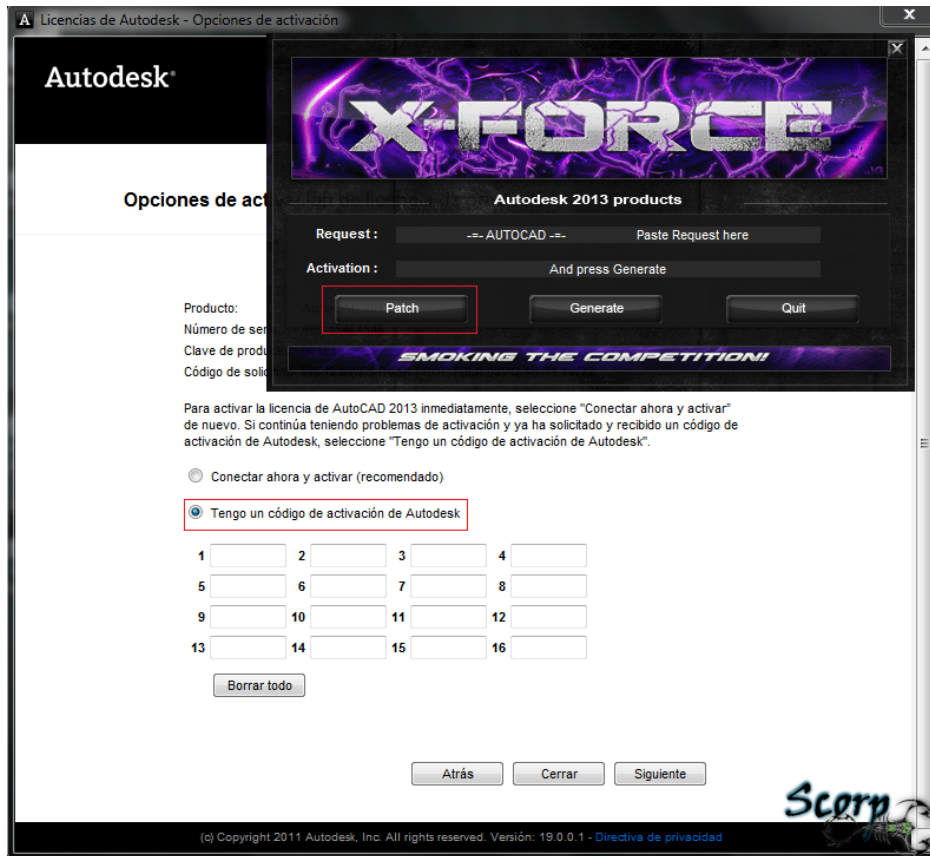 Licencias de Autodesk - Opciones de activación
Autodesk
X-FORCE
Autodesk 2013 products
Opciones de act
Request :
-=- AUTOCAD -=- Paste Request here
Activation :
And press Generate
Patch
Generate
Quit
SMOKING THE COMPETITION!
Producto:
Número de ser
Clave de produ
Código de solic
Para activar la licencia de AutoCAD 2013 inmediatamente, seleccione "Conectar ahora y activar"
de nuevo. Si continúa teniendo problemas de activación y ya ha solicitado y recibido un código de
activación de Autodesk, seleccione "Tengo un código de activación de Autodesk".
Conectar ahora y activar (recomendado)
Tengo un código de activación de Autodesk
1 2 3 4
5 6 7 8
9 10 11 12
13 14 15 16
Borrar todo
Atrás Cerrar Siguiente
Scorp
(c) Copyright 2011 Autodesk, Inc. All rights reserved. Versión: 19.0.0.1 - Directiva de privacidad